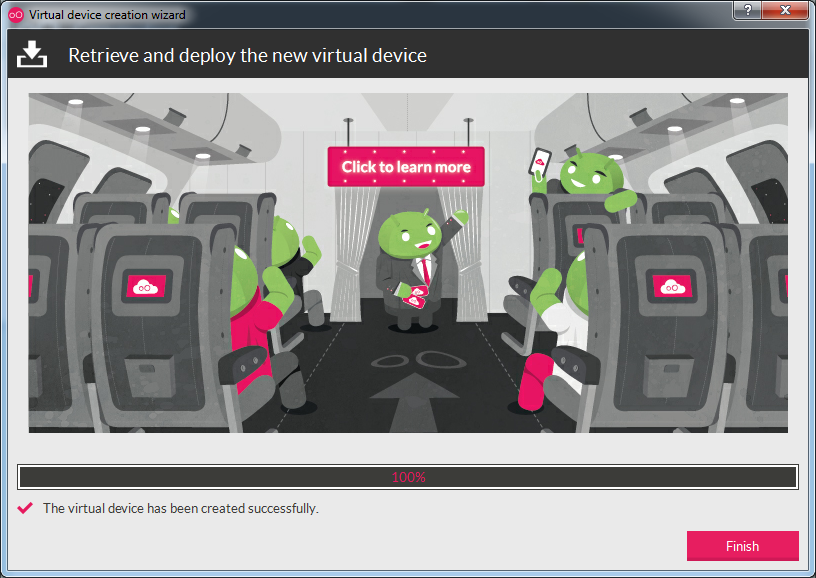 Virtual device creation wizard
Retrieve and deploy the new virtual device
Click to learn more
100%
The virtual device has been created successfully.
Finish